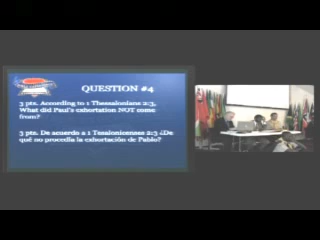 QUESTION #4
3 pts. According to 1 Thessalonians 2:3,
What did Paul's exhortation NOT come
from?
3 pts. De acuerdo a 1 Tesalonicenses 2:3 ¿De
qué no procedía la exhortación de Pablo?